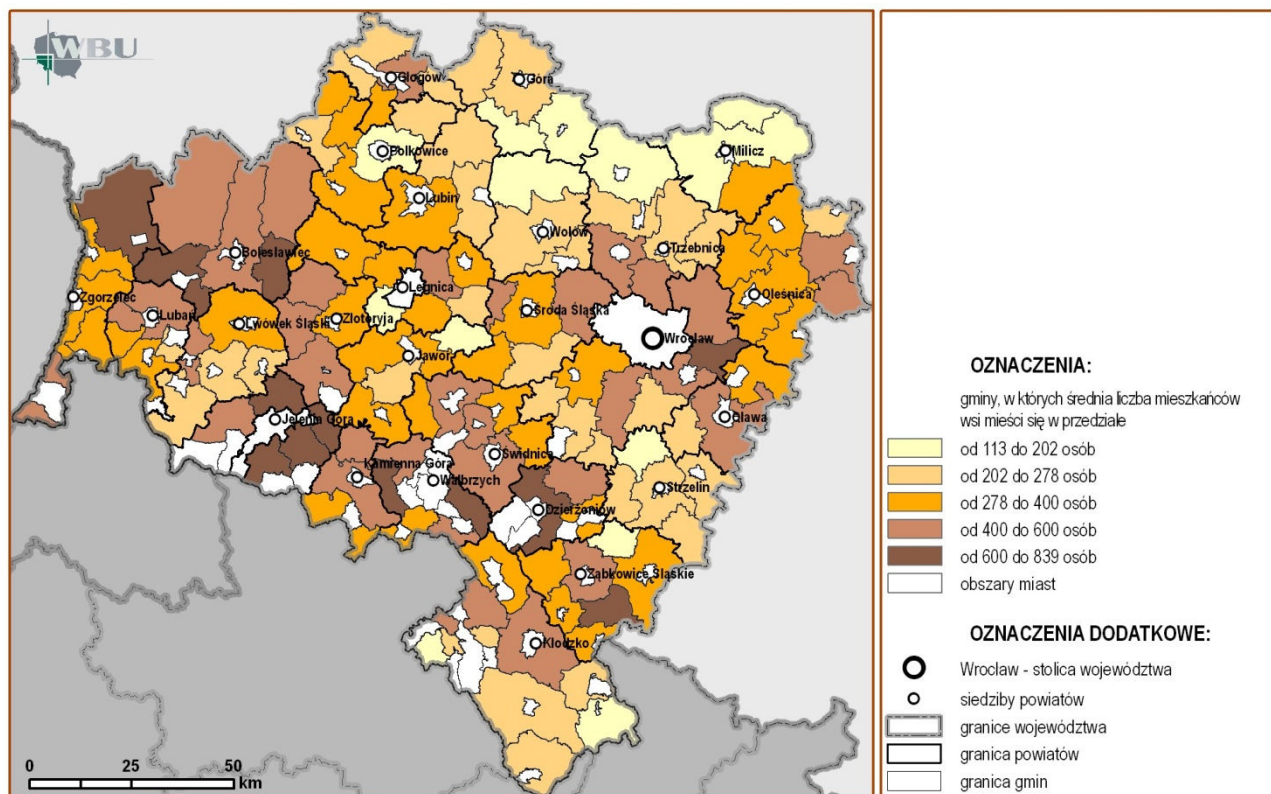 WBU
Głogów
Góra
Polkowice
Milicz
Lubin
Wołów
Trzebnica
Bolesławiec
Legnica
Oleśnica
Zgorzelec
Lubań
Lwówek Śląski
Złotoryja
Środa Śląska
Wrocław
Jawor
Jelenia Góra
Oława
Kamienna Góra
Świdnica
Wałbrzych
Strzelin
Dzierżoniów
Ząbkowice Śląskie
Kłodzko
0 25 50
km
OZNACZENIA:
gminy, w których średnia liczba mieszkańców
wsi mieści się w przedziale
od 113 do 202 osób
od 202 do 278 osób
od 278 do 400 osób
od 400 do 600 osób
od 600 do 839 osób
obszary miast
OZNACZENIA DODATKOWE:
Wrocław - stolica województwa
siedziby powiatów
granice województwa
granica powiatów
granica gmin